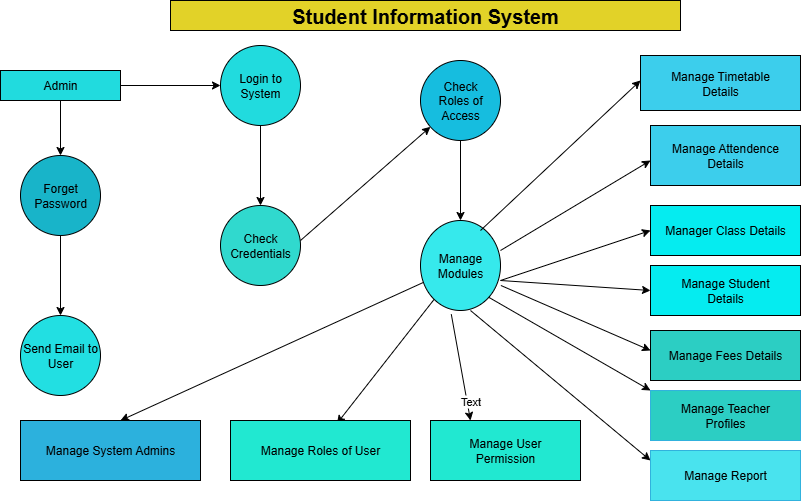 Student Information System
Admin
Login to
System
Check
Roles of
Access
Manage Timetable
Details
Manage Attendence
Details
Forget
Password
Check
Credentials
Manage
Modules
Manager Class Details
Manage Student
Details
Send Email to
User
Manage Fees Details
Text
Manage Teacher
Profiles
Manage System Admins
Manage Roles of User
Manage User
Permission
Manage Report